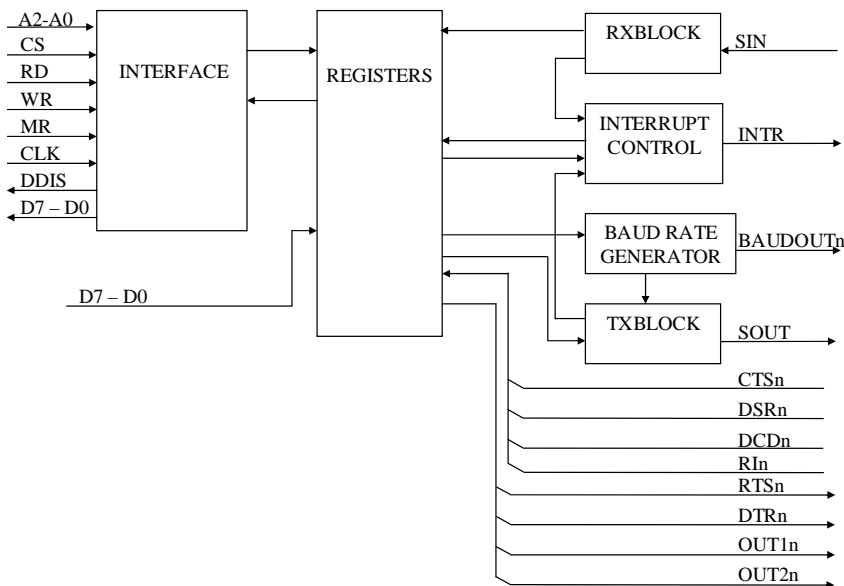 A2-A0
CS
RD
WR
MR
CLK
DDIS
D7 – D0
INTERFACE
D7 – D0
REGISTERS
RXBLOCK
SIN
INTERRUPT
CONTROL
INTR
BAUD RATE
GENERATOR
BAUDOUTn
TXBLOCK
SOUT
CTSn
DSRn
DCDn
RIn
RTSn
DTRn
OUT1n
OUT2n